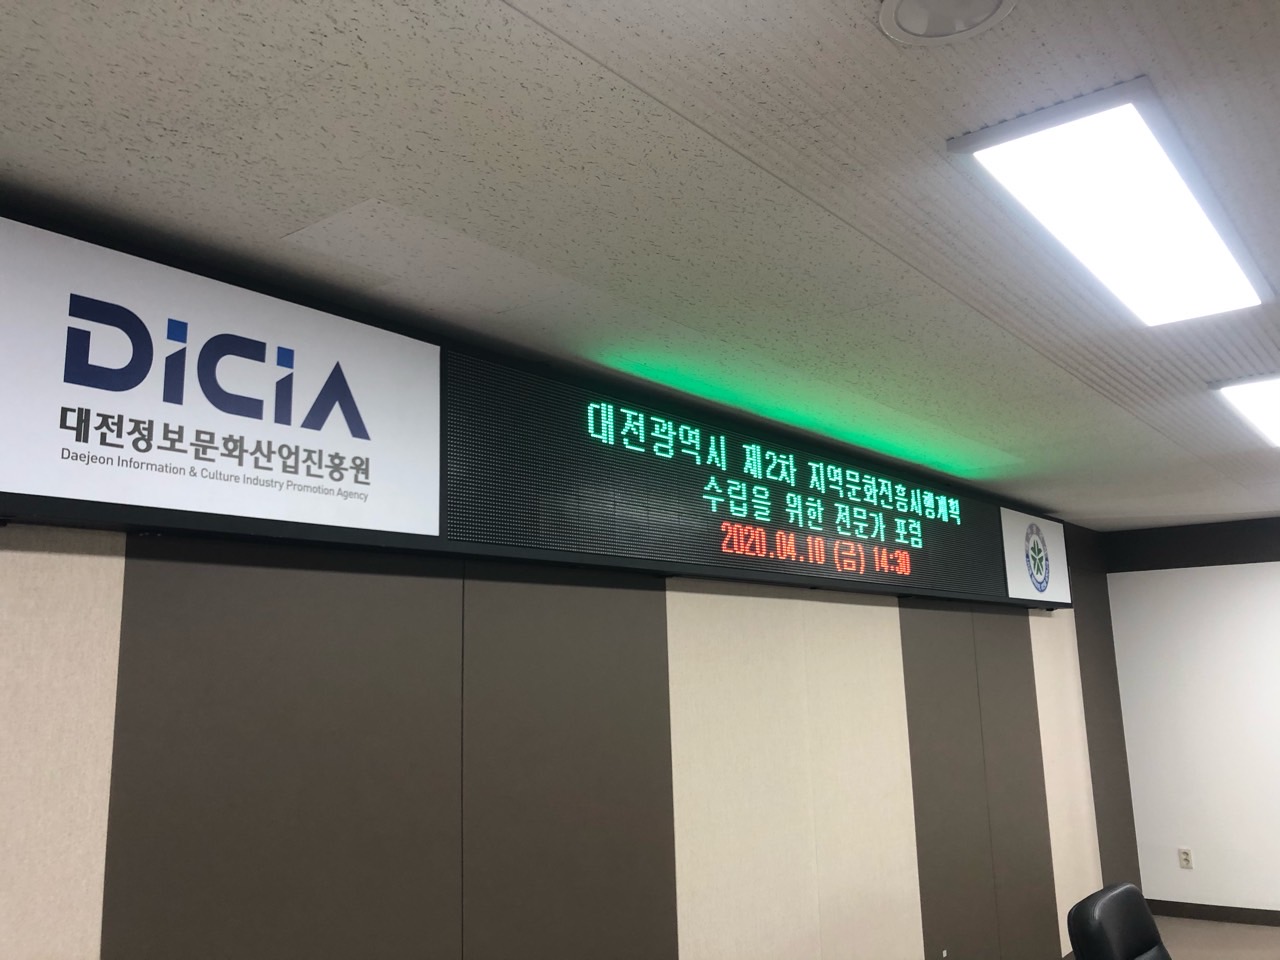 DiCiA
대전정보문화산업진흥원
Daejeon Information & Culture Industry Promotion Agency
대전광역시 제2차 지역문화진흥시행계획
수립을 위한 전문가 포럼
2020.04.10 (금) 14:30